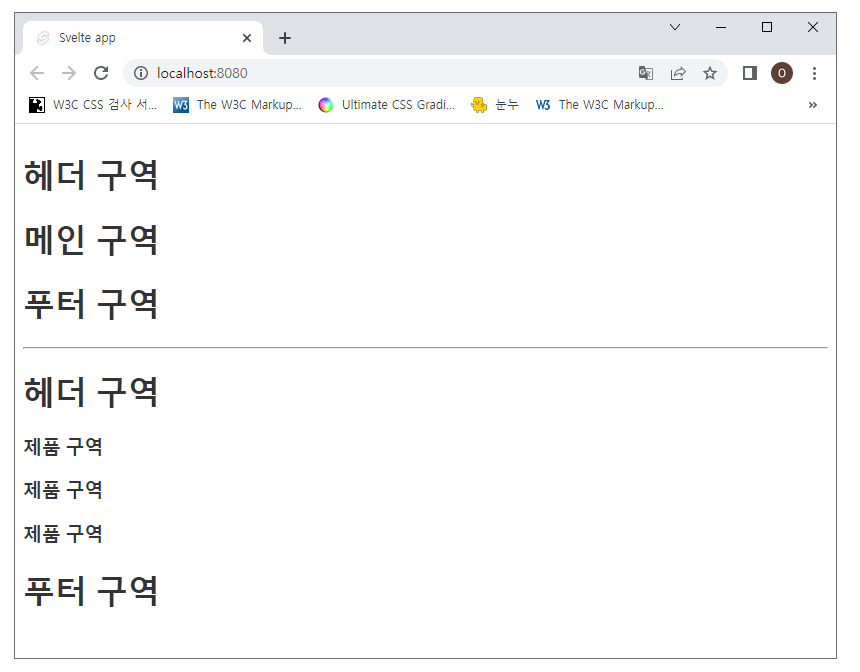 Svelte app
localhost:8080
O
W3C CSS 검사 서... The W3C Markup... Ultimate CSS Gradi... 눈누 The W3C Markup... »
헤더 구역
메인 구역
푸터 구역
헤더 구역
제품 구역
제품 구역
제품 구역
푸터 구역